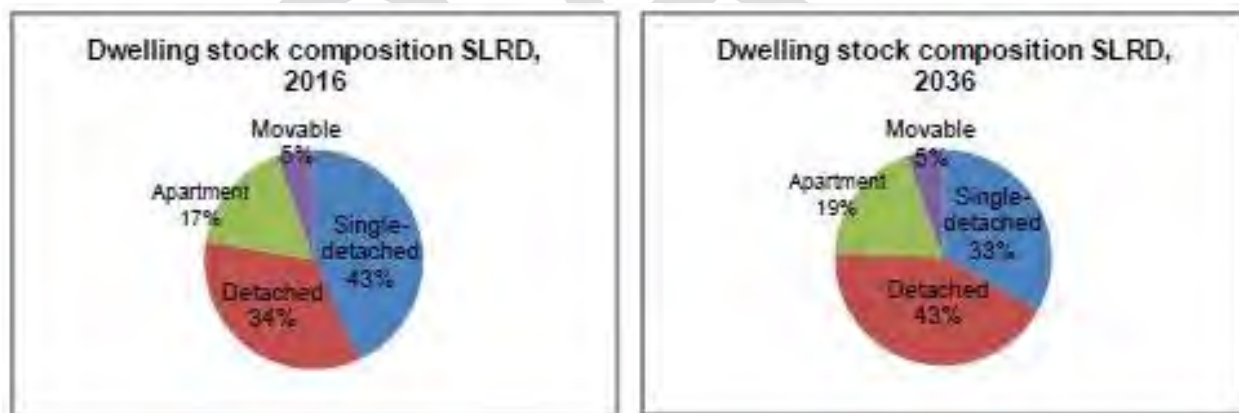 Dwelling stock composition SLRD,
2016
Movable
5%
Apartment
17%
Single-
detached
43%
Detached
34%
Dwelling stock composition SLRD,
2036
Movable
5%
Apartment
19%
Single-
detached
33%
Detached
43%